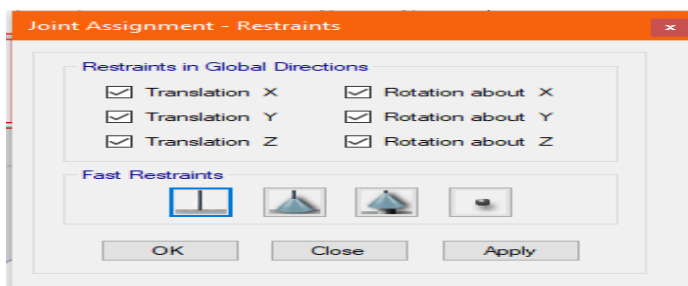 Joint Assignment - Restraints
Restraints in Global Directions
Translation X Rotation about X
Translation Y Rotation about Y
Translation Z Rotation about Z
Fast Restraints
OK Close Apply